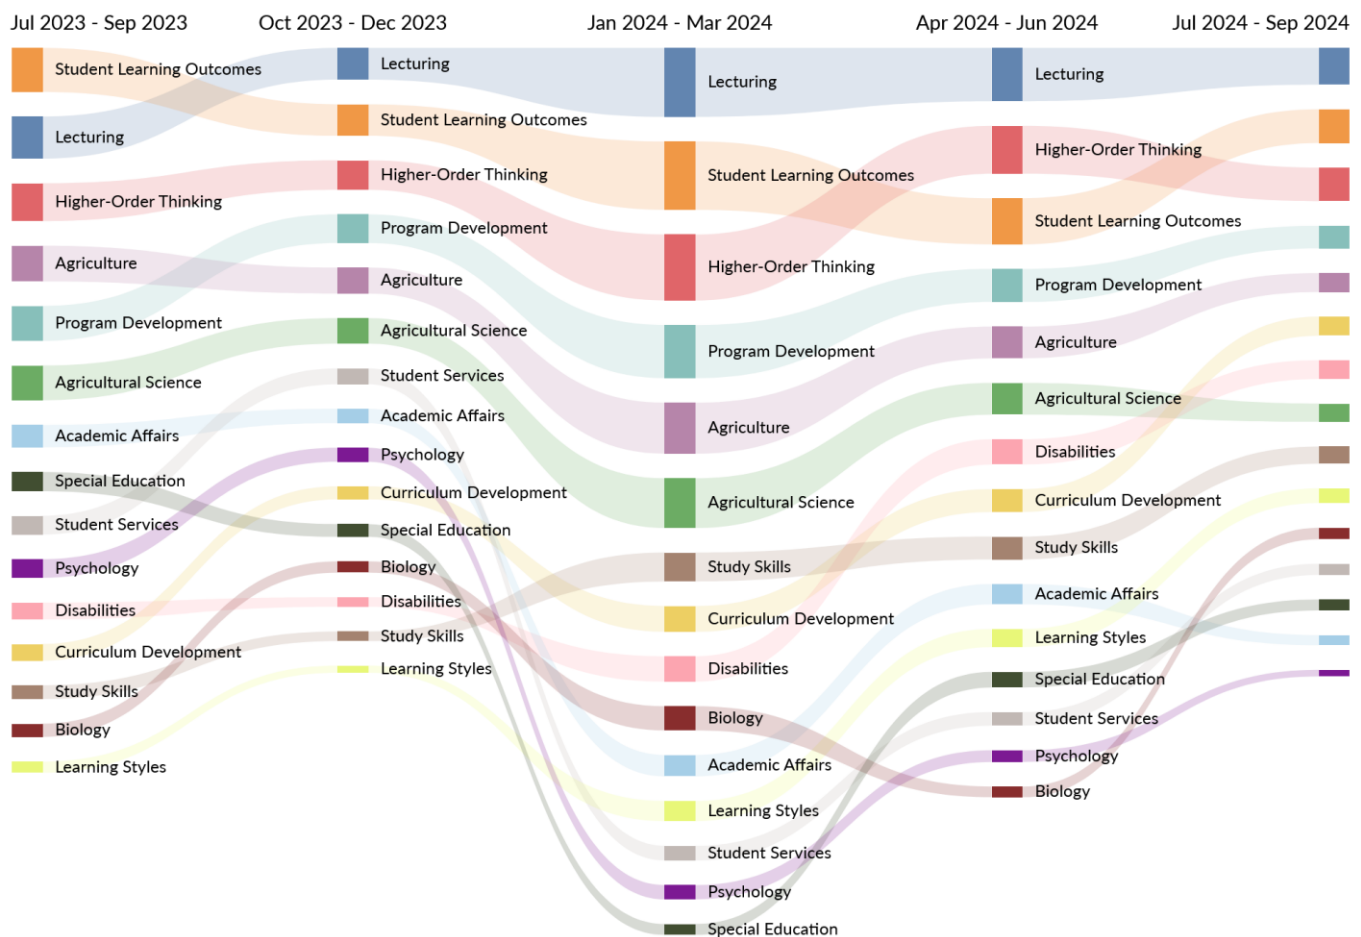 Jul 2023 - Sep 2023
Oct 2023 - Dec 2023
Jan 2024 - Mar 2024
Apr 2024 - Jun 2024
Jul 2024 - Sep 2024
Student Learning Outcomes
Lecturing
Higher-Order Thinking
Agriculture
Program Development
Agricultural Science
Academic Affairs
Special Education
Student Services
Psychology
Disabilities
Curriculum Development
Study Skills
Biology
Learning Styles
Lecturing
Student Learning Outcomes
Higher-Order Thinking
Program Development
Agriculture
Agricultural Science
Student Services
Academic Affairs
Psychology
Curriculum Development
Special Education
Biology
Disabilities
Study Skills
Learning Styles
Lecturing
Student Learning Outcomes
Higher-Order Thinking
Program Development
Agriculture
Agricultural Science
Study Skills
Curriculum Development
Disabilities
Biology
Academic Affairs
Learning Styles
Student Services
Psychology
Special Education
Lecturing
Higher-Order Thinking
Student Learning Outcomes
Program Development
Agriculture
Agricultural Science
Disabilities
Curriculum Development
Study Skills
Academic Affairs
Learning Styles
Special Education
Student Services
Psychology
Biology